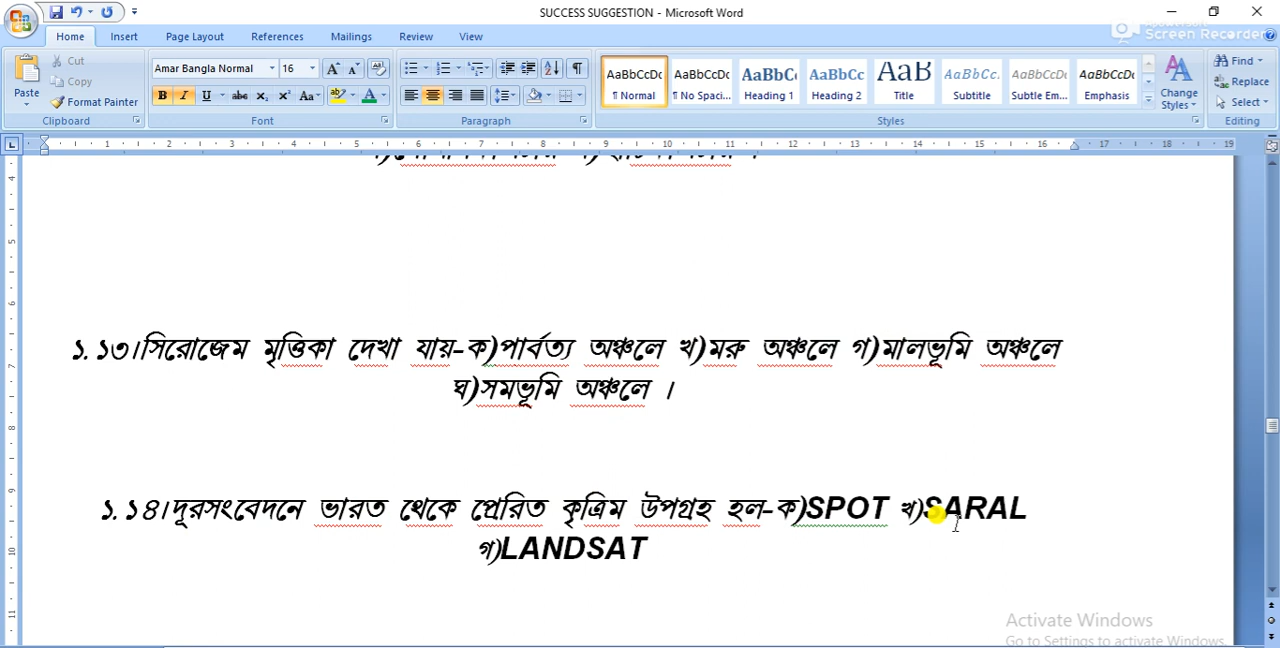 SUCCESS SUGGESTION - Microsoft Word
Home Insert Page Layout References Mailings Review View
Screen Recorder
Cut
Copy
Format Painter
Paste
Clipboard
Amar Bangla Normal 16
Font
Paragraph
AaBbCcDc AaBbCcDc AaBbCc AaBbCc AaB AaBbCc. AaBbCcDc AaBbCcDc
¶ Normal ¶ No Spaci... Heading 1 Heading 2 Title Subtitle Subtle Em... Emphasis
Change Styles
Styles
Find
Replace
Select
Editing
১.১৩।সিরোজেম মৃত্তিকা দেখা যায়-ক)পার্বত্য অঞ্চলে খ)মরু অঞ্চলে গ)মালভূমি অঞ্চলে
ঘ)সমভূমি অঞ্চলে ।
১.১৪।দূরসংবেদনে ভারত থেকে প্রেরিত কৃত্রিম উপগ্রহ হল-ক)SPOT খ)SARAL
গ)LANDSAT
Activate Windows
Go to Settings to activate Windows.